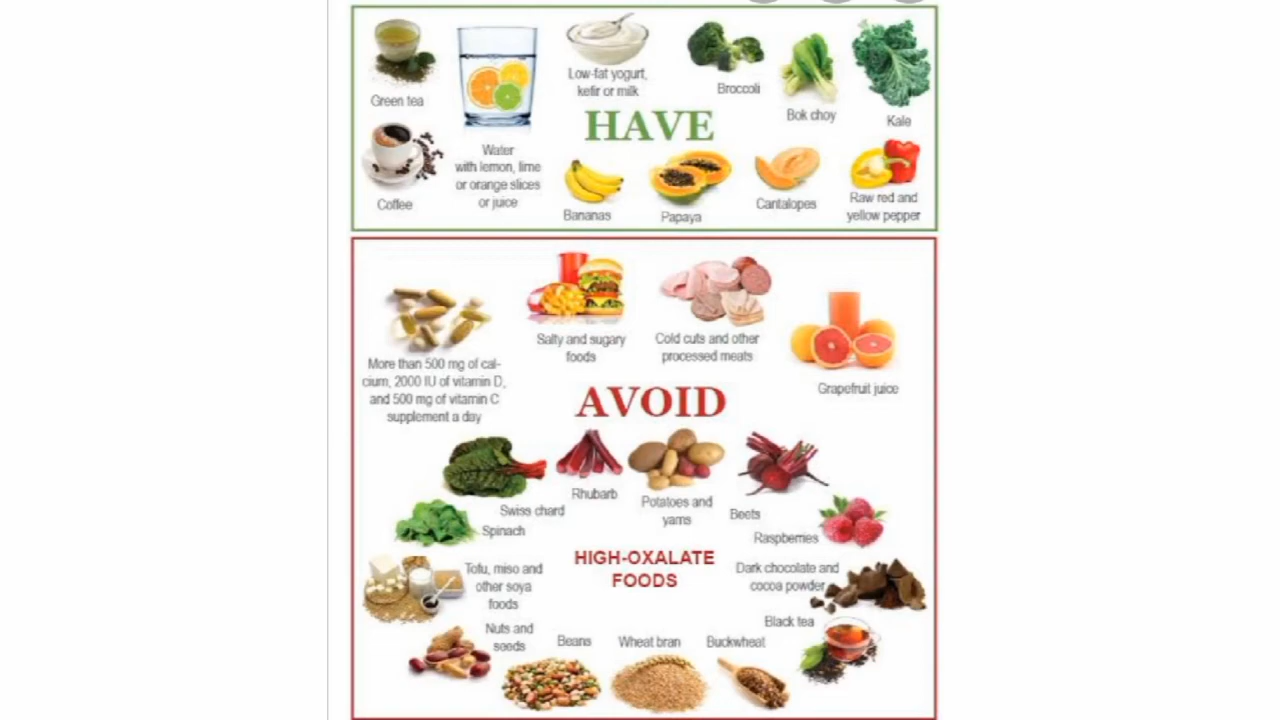 Low-fat yogurt,
kefir or milk
Broccoli
Green tea
Bok choy
Kale
HAVE
Water
with lemon, lime
or orange slices
or juice
Coffee
Bananas
Papaya
Cantalopes
Raw red and
yellow pepper
Salty and sugary
foods
Cold cuts and other
processed meats
More than 500 mg of cal-
cium, 2000 IU of vitamin D,
and 500 mg of vitamin C
supplement a day
Grapefruit juice
AVOID
Rhubarb
Potatoes and
yams
Swiss chard
Beets
Spinach
Raspberries
HIGH-OXALATE
FOODS
Tofu, miso and
other soya
foods
Dark chocolate and
cocoa powder
Black tea
Nuts and
seeds
Beans
Wheat bran
Buckwheat